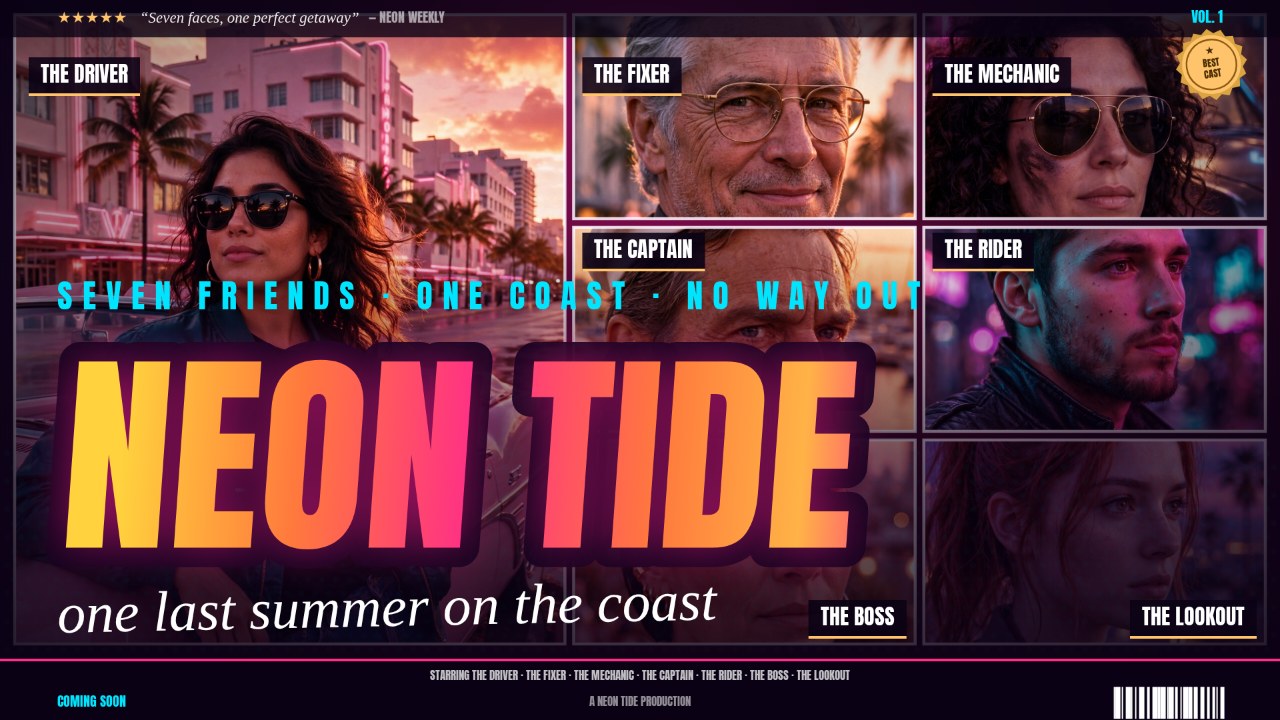 ★★★★★ “Seven faces, one perfect getaway” – NEON WEEKLY
VOL. 1
★
BEST
CAST
THE DRIVER
THE FIXER
THE MECHANIC
THE CAPTAIN
THE RIDER
SEVEN FRIENDS · ONE COAST · NO WAY OUT
NEON TIDE
one last summer on the coast
THE BOSS
THE LOOKOUT
STARRING THE DRIVER · THE FIXER · THE MECHANIC · THE CAPTAIN · THE RIDER · THE BOSS · THE LOOKOUT
COMING SOON
A NEON TIDE PRODUCTION